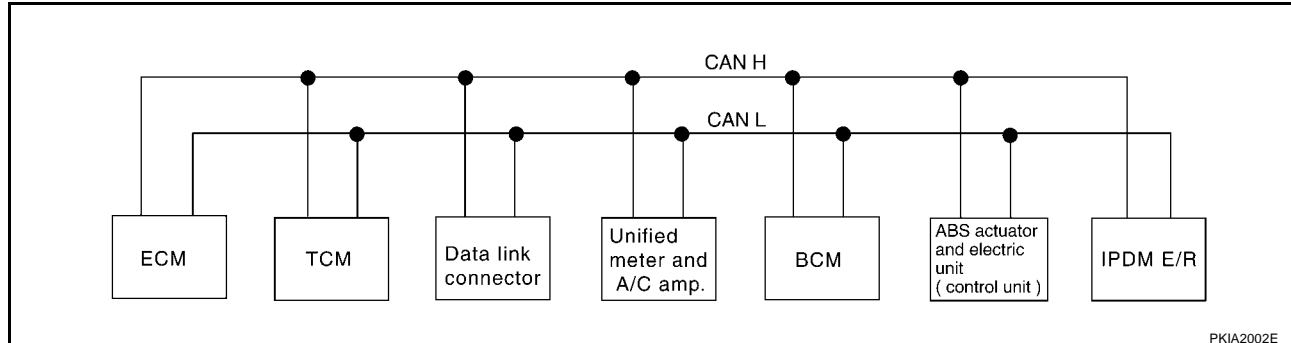 CAN H
CAN L
ECM
TCM
Data link
connector
Unified
meter and
A/C amp.
BCM
ABS actuator
and electric
unit
( control unit )
IPDM E/R
PKIA2002E